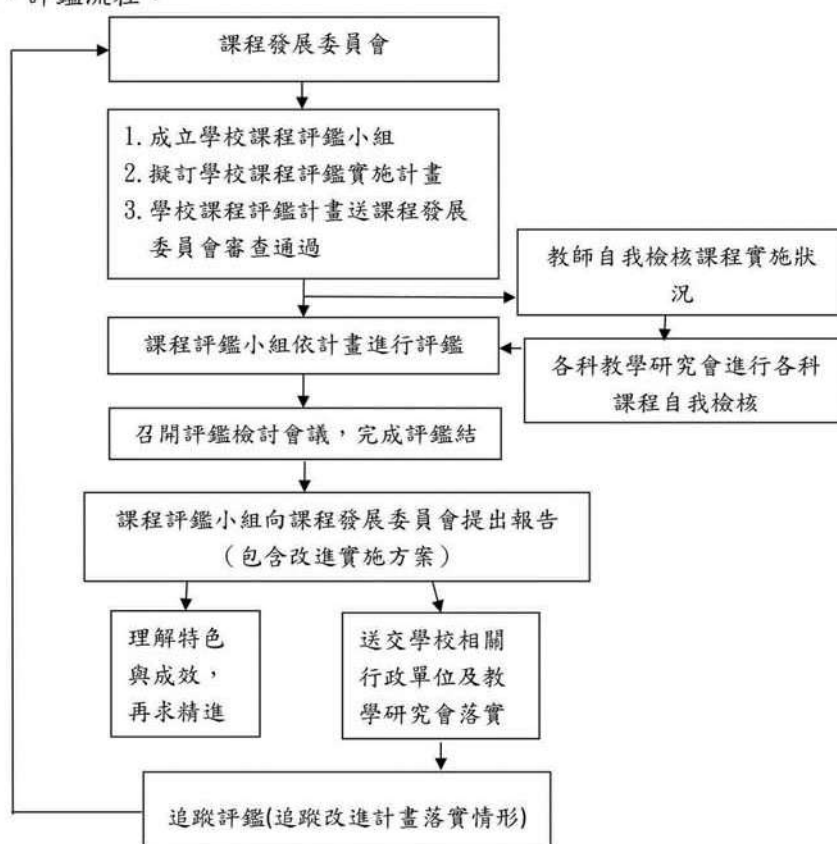 評鑑流程
課程發展委員會
1. 成立學校課程評鑑小組
2. 擬訂學校課程評鑑實施計畫
3. 學校課程評鑑計畫送課程發展
委員會審查通過
教師自我檢核課程實施狀
況
課程評鑑小組依計畫進行評鑑
各科教學研究會進行各科
課程自我檢核
召開評鑑檢討會議，完成評鑑結
課程評鑑小組向課程發展委員會提出報告
（包含改進實施方案）
理解特色
與成效，
再求精進
送交學校相關
行政單位及教
學研究會落實
追蹤評鑑(追蹤改進計畫落實情形)